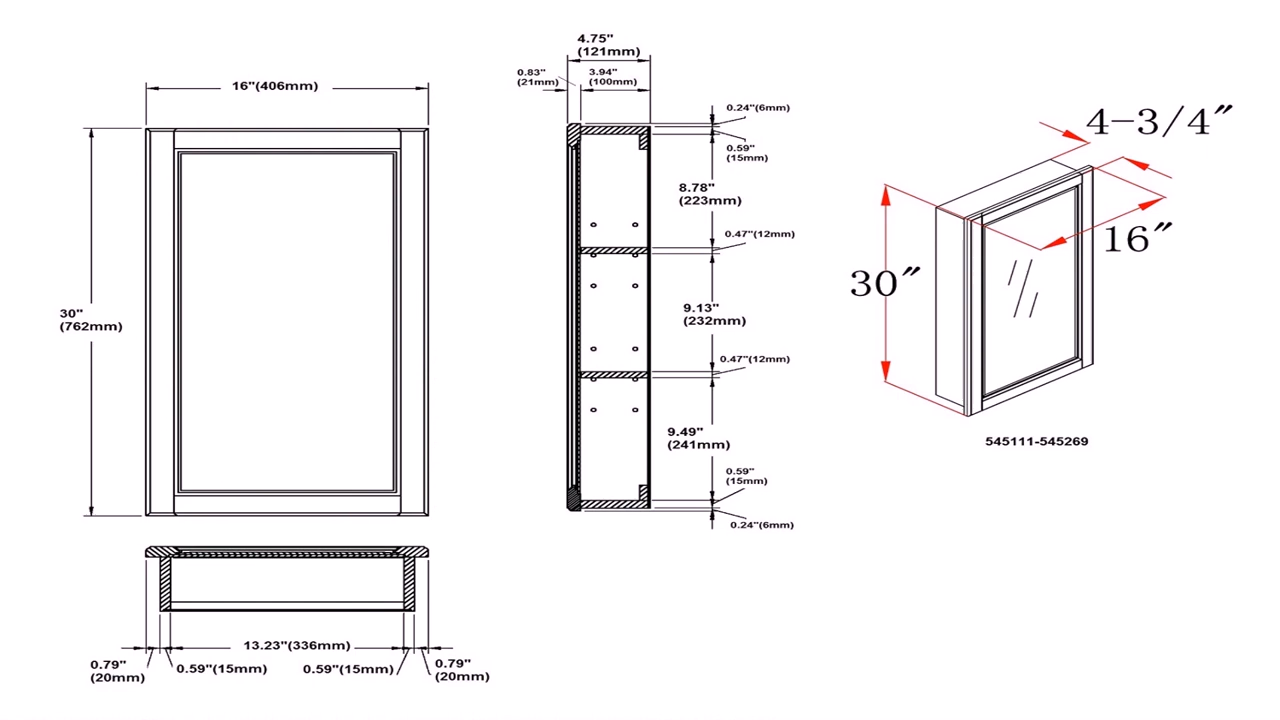 16"(406mm)
30"
(762mm)
13.23"(336mm)
0.79"
(20mm)
0.59"(15mm)
0.59"(15mm)
0.79"
(20mm)
4.75"
(121mm)
0.83"
(21mm)
3.94"
(100mm)
0.24"(6mm)
0.59"
(15mm)
8.78"
(223mm)
0.47"(12mm)
9.13"
(232mm)
0.47"(12mm)
9.49"
(241mm)
0.59"
(15mm)
0.24"(6mm)
4-3/4"
16"
30"
545111-545269